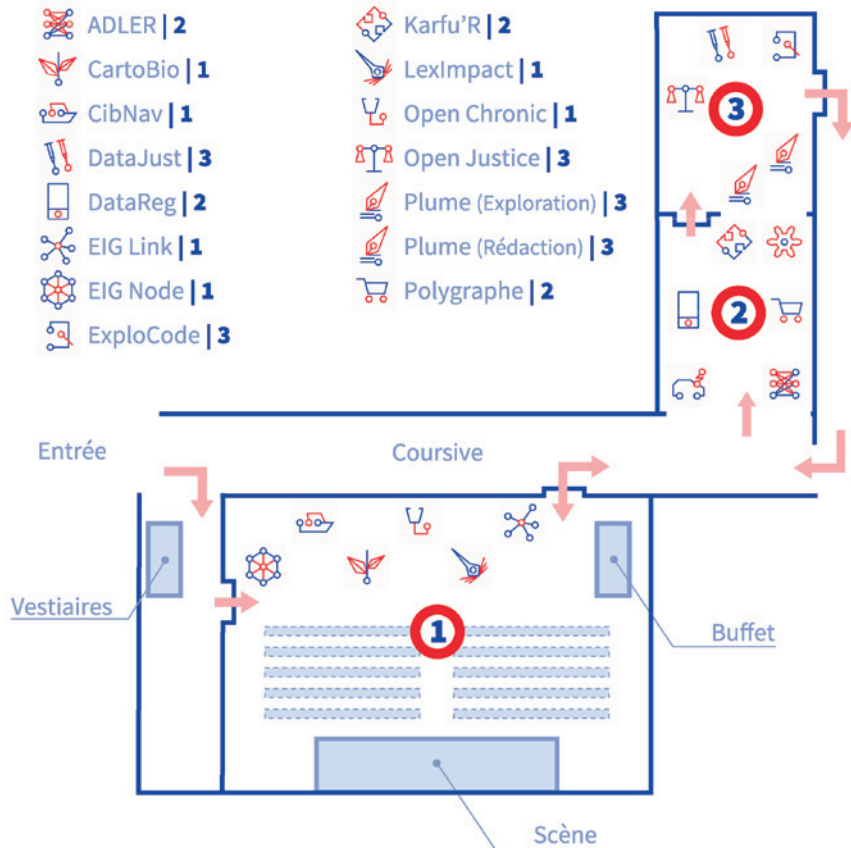 ADLER | 2
CartoBio | 1
CibNav | 1
DataJust | 3
DataReg | 2
EIG Link | 1
EIG Node | 1
ExploCode | 3
Karfu'R | 2
LexImpact | 1
Open Chronic | 1
Open Justice | 3
Plume (Exploration) | 3
Plume (Rédaction) | 3
Polygraphe | 2
3
2
Entrée
Coursive
Vestiaires
1
Buffet
Scène